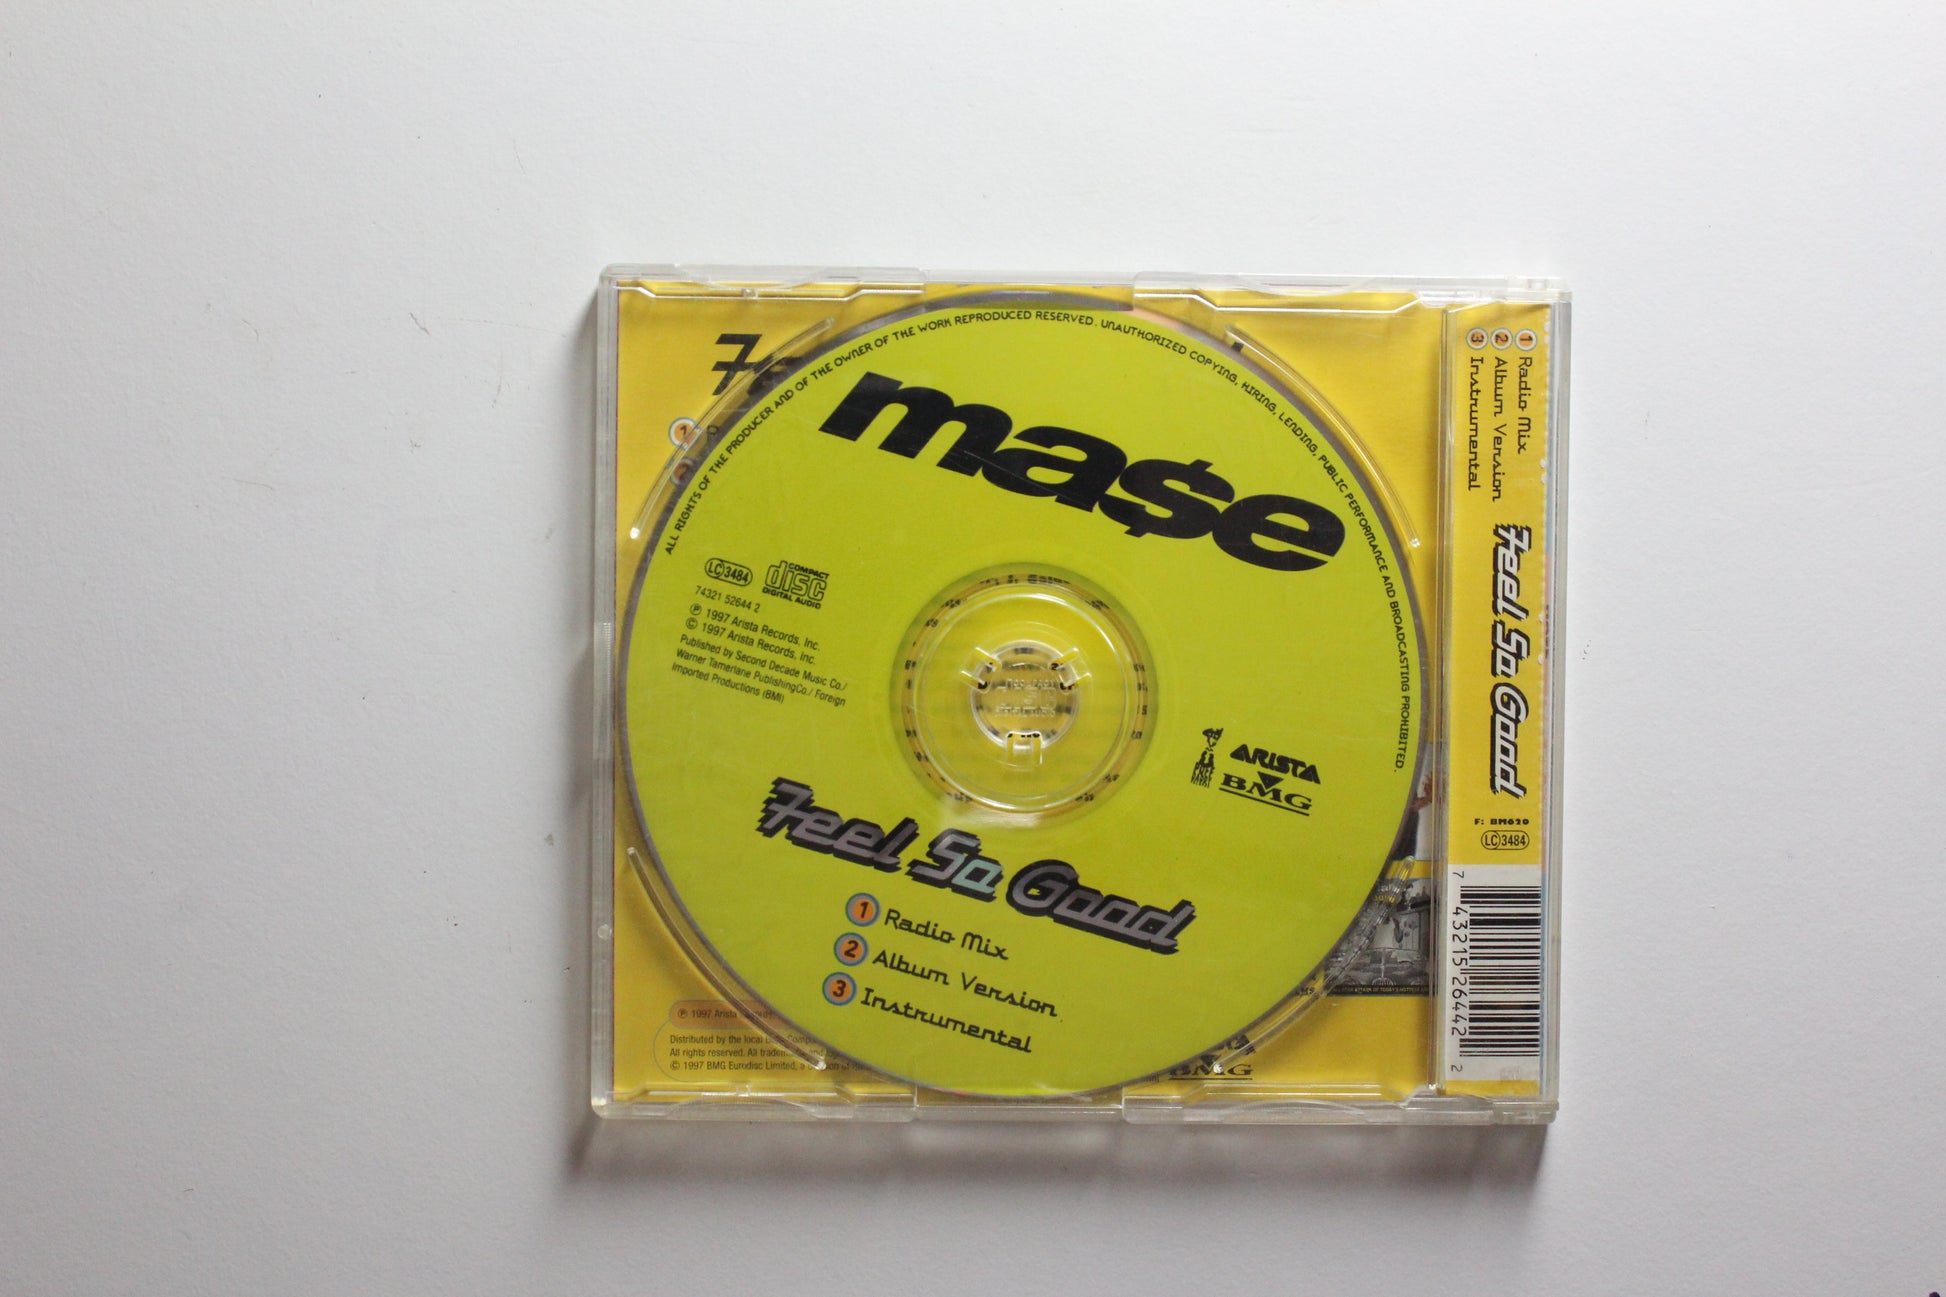 ALL RIGHTS OF THE PRODUCER AND OF THE OWNER OF THE WORK REPRODUCED RESERVED. UNAUTHORIZED COPYING, HIRING, LENDING, PUBLIC PERFORMANCE AND BROADCASTING PROHIBITED.
ma$e
LC 3484
COMPACT
disc
DIGITAL AUDIO
74321 52644 2
℗ 1997 Arista Records, Inc.
© 1997 Arista Records, Inc.
Published by Second Decade Music Co./
Warner Tamerlane PublishingCo./ Foreign
Imported Productions (BMI)
ARISTA
BMG
Feel So Good
1 Radio Mix
2 Album Version
3 Instrumental
1
℗ 1997 Arista
Distributed by the local
All rights reserved. All
© 1997 BMG Eurodisc Limited, a
BMG
1 Radio Mix
2 Album Version
3 Instrumental
Feel So Good
F: BM620
LC 3484
7 43215 26442 2